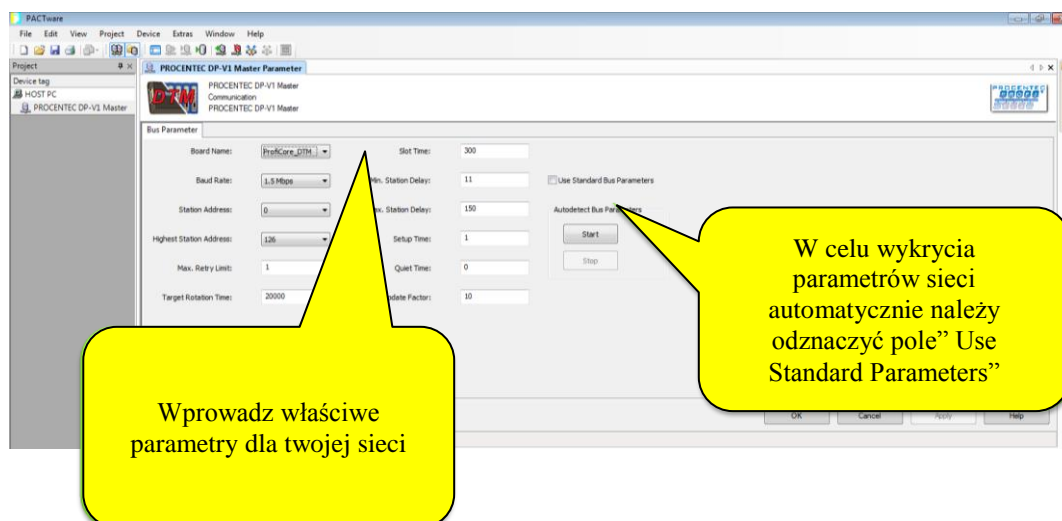 PACTware
File Edit View Project Device Extras Window Help
Project
PROCENTEC DP-V1 Master Parameter
Device tag
HOST PC
PROCENTEC DP-V1 Master
DTM
PROCENTEC DP-V1 Master
Communication
PROCENTEC DP-V1 Master
PROCENTEC
Bus Parameter
Board Name: ProfiCore_DTM Slot Time: 300
Baud Rate: 1.5 Mbps Min. Station Delay: 11 Use Standard Bus Parameters
Station Address: 0 Station Delay: 150 Autodetect Bus Parameters
Highest Station Address: 126 Setup Time: 1 Start
Max. Retry Limit: 1 Quiet Time: 0 Stop
Target Rotation Time: 20000 Factor: 10
W celu wykrycia
parametrów sieci
automatycznie należy
odznaczyć pole” Use
Standard Parameters”
Wprowadz właściwe
parametry dla twojej sieci
OK Cancel Apply Help